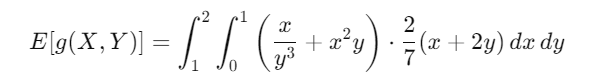 E[g(X, Y)] = ∫_1^2 ∫_0^1 (x/y^3 + x^2 y) · 2/7 (x + 2y) dx dy